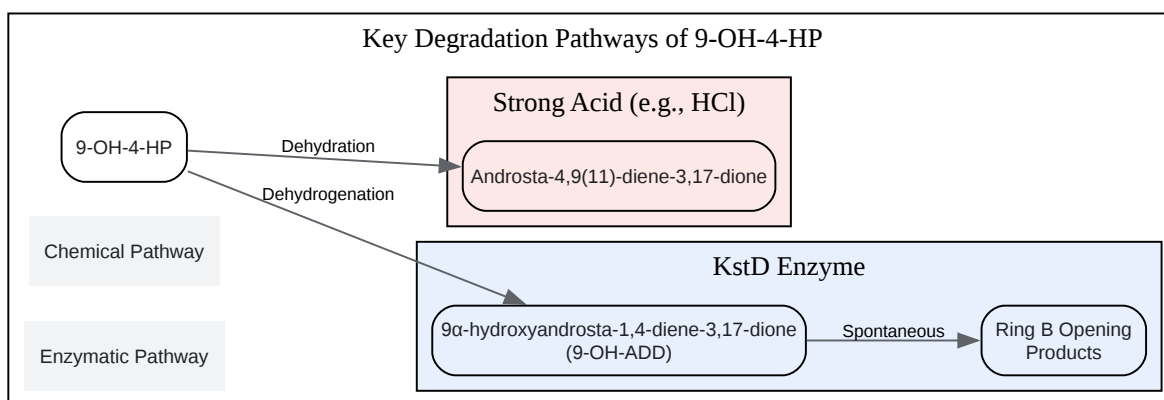 Key Degradation Pathways of 9-OH-4-HP
Strong Acid (e.g., HCl)
9-OH-4-HP
Dehydration
Androsta-4,9(11)-diene-3,17-dione
Dehydrogenation
Chemical Pathway
KstD Enzyme
9α-hydroxyandrosta-1,4-diene-3,17-dione
(9-OH-ADD)
Spontaneous
Ring B Opening
Products
Enzymatic Pathway